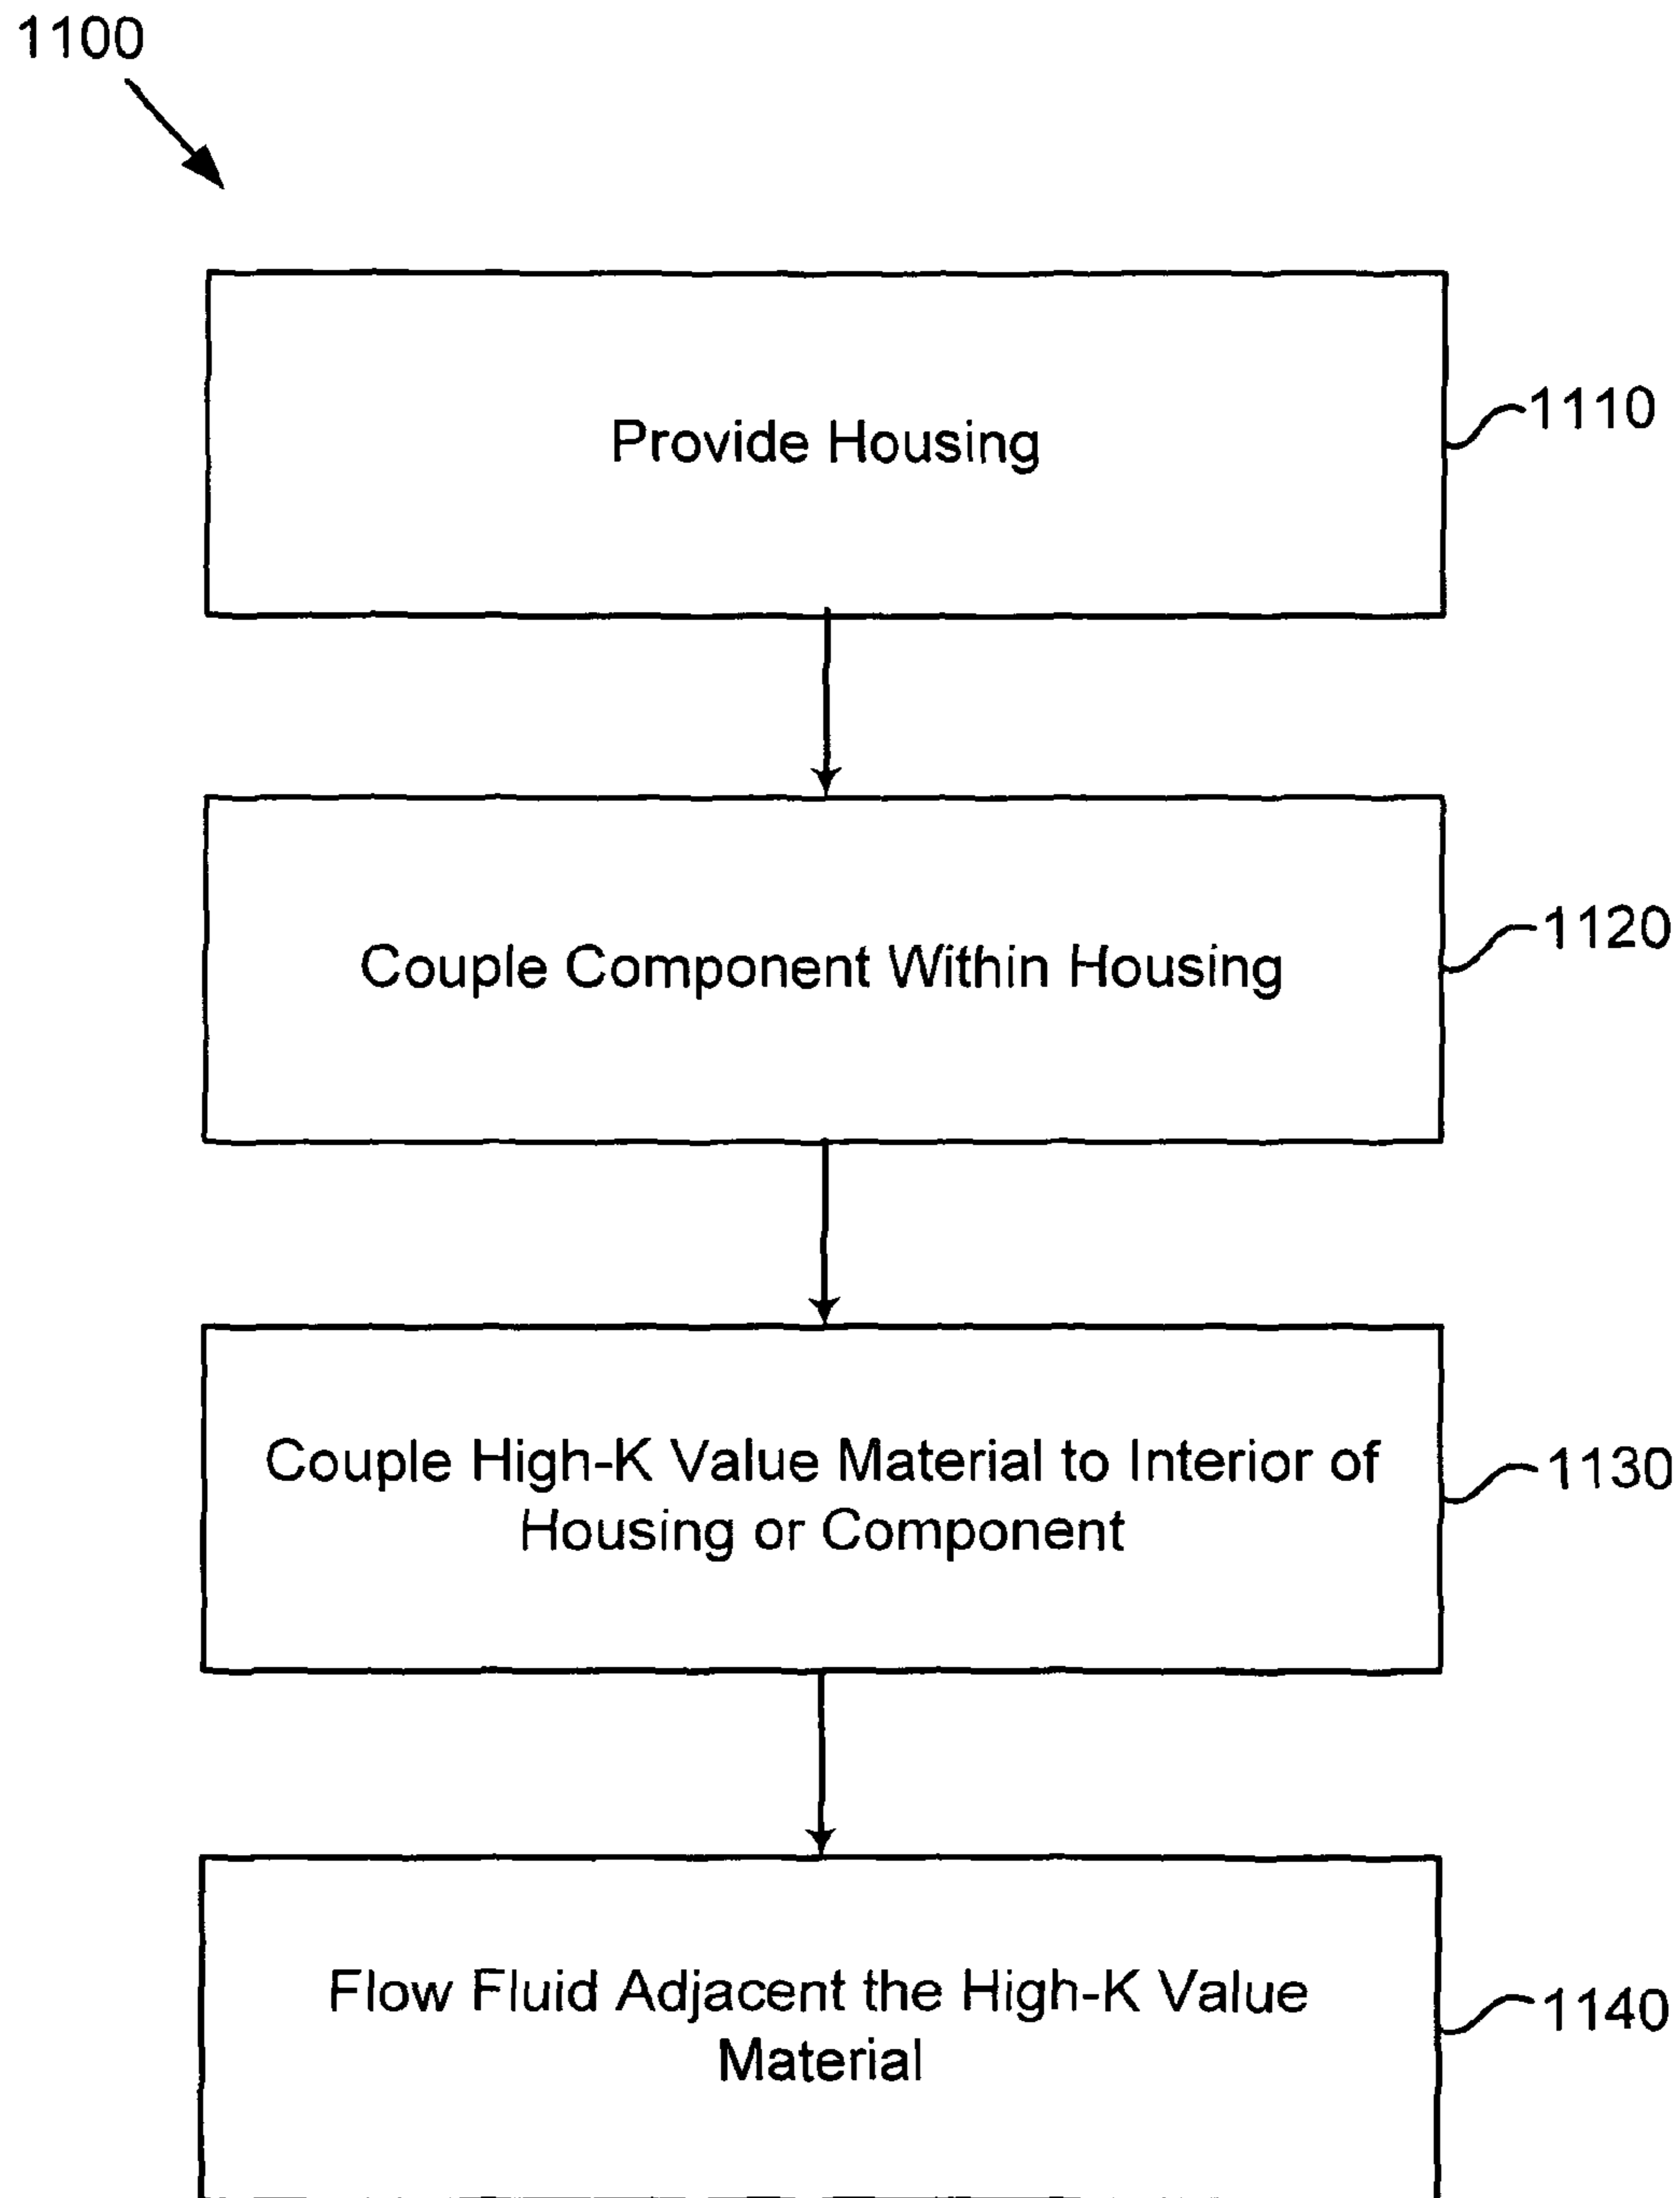 1100
Provide Housing
1110
Couple Component Within Housing
1120
Couple High-K Value Material to Interior of
Housing or Component
1130
Flow Fluid Adjacent the High-K Value
Material
1140